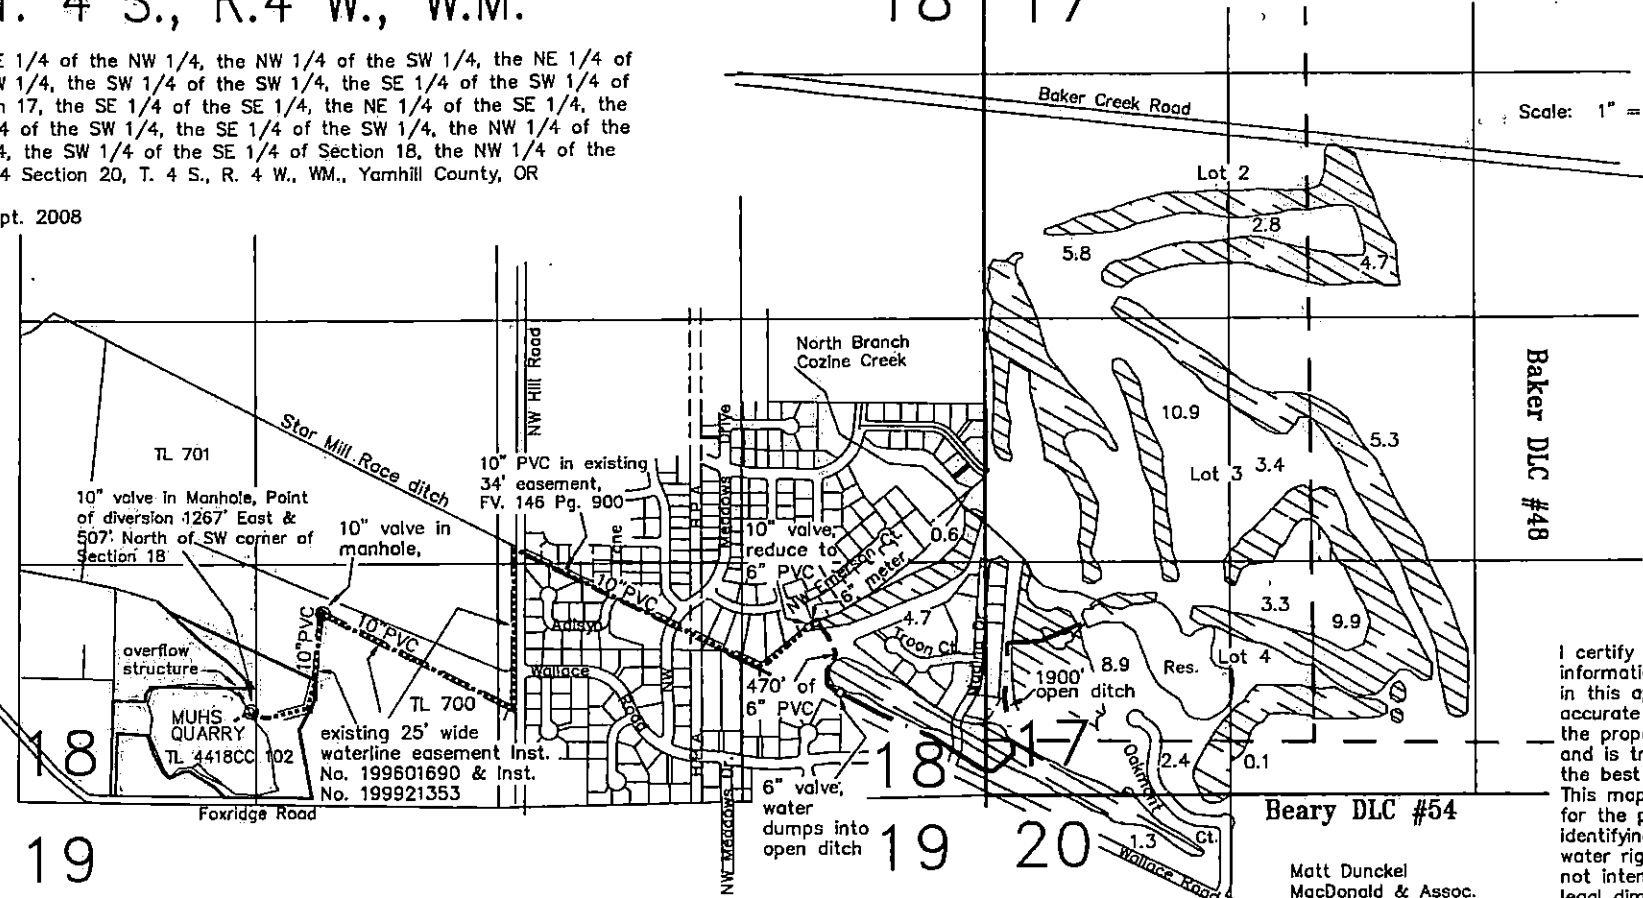 T. 4 S., R.4 W., W.M.
18 17
1/4 of the NW 1/4, the NW 1/4 of the SW 1/4, the NE 1/4 of
1/4, the SW 1/4 of the SW 1/4, the SE 1/4 of the SW 1/4 of
17, the SE 1/4 of the SE 1/4, the NE 1/4 of the SE 1/4, the
of the SW 1/4, the SE 1/4 of the SW 1/4, the NW 1/4 of the
the SW 1/4 of the SE 1/4 of Section 18, the NW 1/4 of the
4 Section 20, T. 4 S., R. 4 W., WM., Yamhill County, OR
pt. 2008
Baker Creek Road
Scale: 1" =
Lot 2
2.8
5.8
4.7
North Branch
Cozine Creek
NW Hill Road
Star Mill Race ditch
TL 701
10" PVC in existing
34' easement,
FV. 146 Pg. 900
10" valve in Manhole, Point
of diversion 1267' East &
507' North of SW corner of
Section 18
10" valve in
manhole,
Meadows Drive
10" valve,
reduce to
6" PVC
NW Emerson Ct.
6" meter
0.6
10.9
5.3
Lot 3
3.4
Baker DLC #48
10"PVC
10"PVC
10"PVC
overflow
structure
MUHS
QUARRY
TL 4418CC 102
TL 700
existing 25' wide
waterline easement Inst.
No. 199601690 & Inst.
No. 199921353
Wallace
Road
NW
4.7
Troon Ct.
470' of
6" PVC
1900'
open ditch
8.9
Res.
Lot 4
3.3
9.9
18
18
17
Oakmont
Ct.
2.4
0.1
Foxridge Road
NW Meadows Dr
6" valve,
water
dumps into
open ditch
19
19
20
1.3
Wallace Road
Beary DLC #54
Matt Dunckel
MacDonald & Assoc.
I certify
in this
accurate
the
and is
the best
This map
for the
identifying
water
not
legal